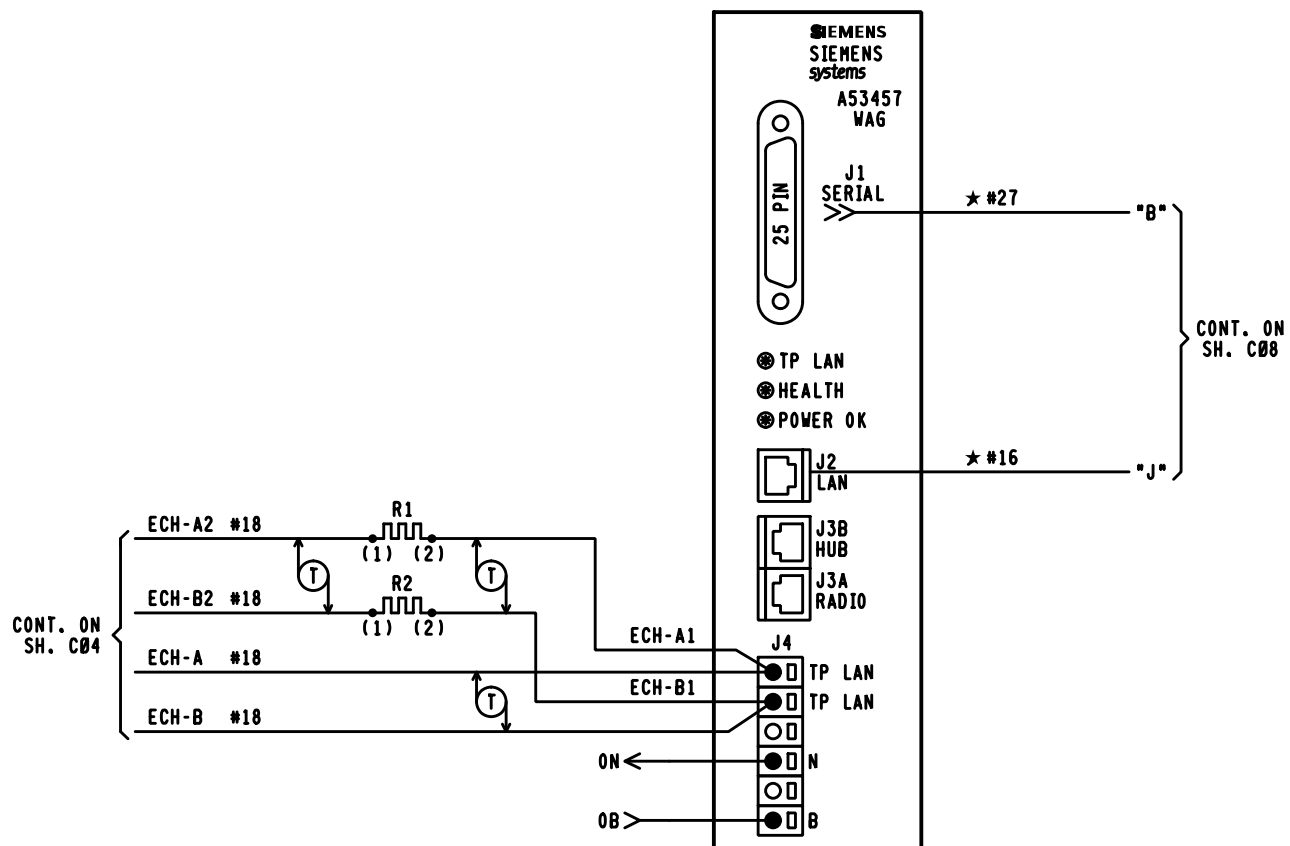 SIEMENS
SIEMENS
systems
A53457
WAG
J1
SERIAL
25 PIN
★ #27
"B"
CONT. ON
SH. CØ8
TP LAN
HEALTH
POWER OK
J2
LAN
★ #16
"J"
J3B
HUB
J3A
RADIO
ECH-A2 #18
R1
(1) (2)
T
T
ECH-B2 #18
R2
(1) (2)
CONT. ON
SH. CØ4
ECH-A1
J4
ECH-A #18
TP LAN
ECH-B1
T
TP LAN
ECH-B #18
ON
N
OB
B